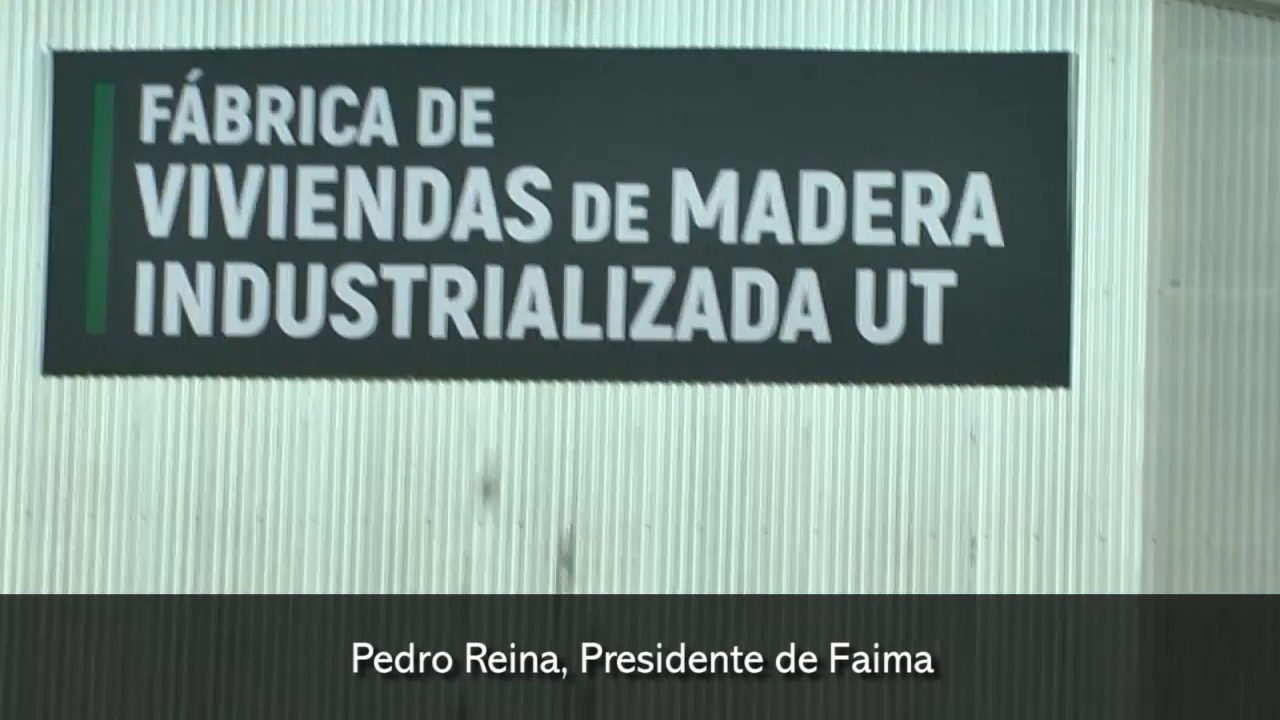 FÁBRICA DE
VIVIENDAS DE MADERA
INDUSTRIALIZADA UT
Pedro Reina, Presidente de Faima